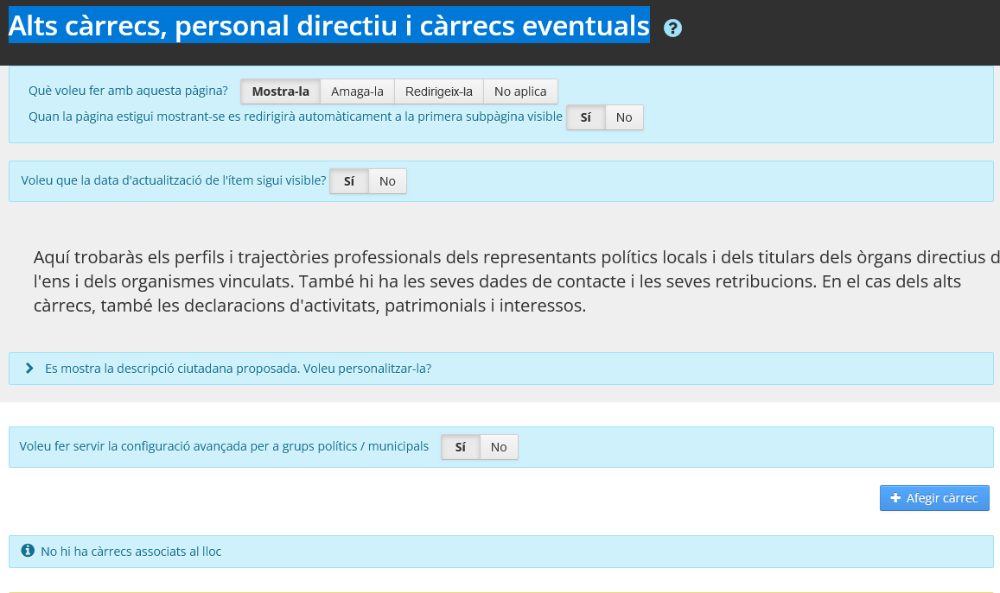 Alts càrrecs, personal directiu i càrrecs eventuals ?
Què voleu fer amb aquesta pàgina? Mostra-la Amaga-la Redirigeix-la No aplica
Quan la pàgina estigui mostrant-se es redirigirà automàticament a la primera subpàgina visible Sí No
Voleu que la data d'actualització de l'ítem sigui visible? Sí No
Aquí trobaràs els perfils i trajectòries professionals dels representants polítics locals i dels titulars dels òrgans directius d
l'ens i dels organismes vinculats. També hi ha les seves dades de contacte i les seves retribucions. En el cas dels alts
càrrecs, també les declaracions d'activitats, patrimonials i interessos.
Es mostra la descripció ciutadana proposada. Voleu personalitzar-la?
Voleu fer servir la configuració avançada per a grups polítics / municipals Sí No
+ Afegir càrrec
No hi ha càrrecs associats al lloc